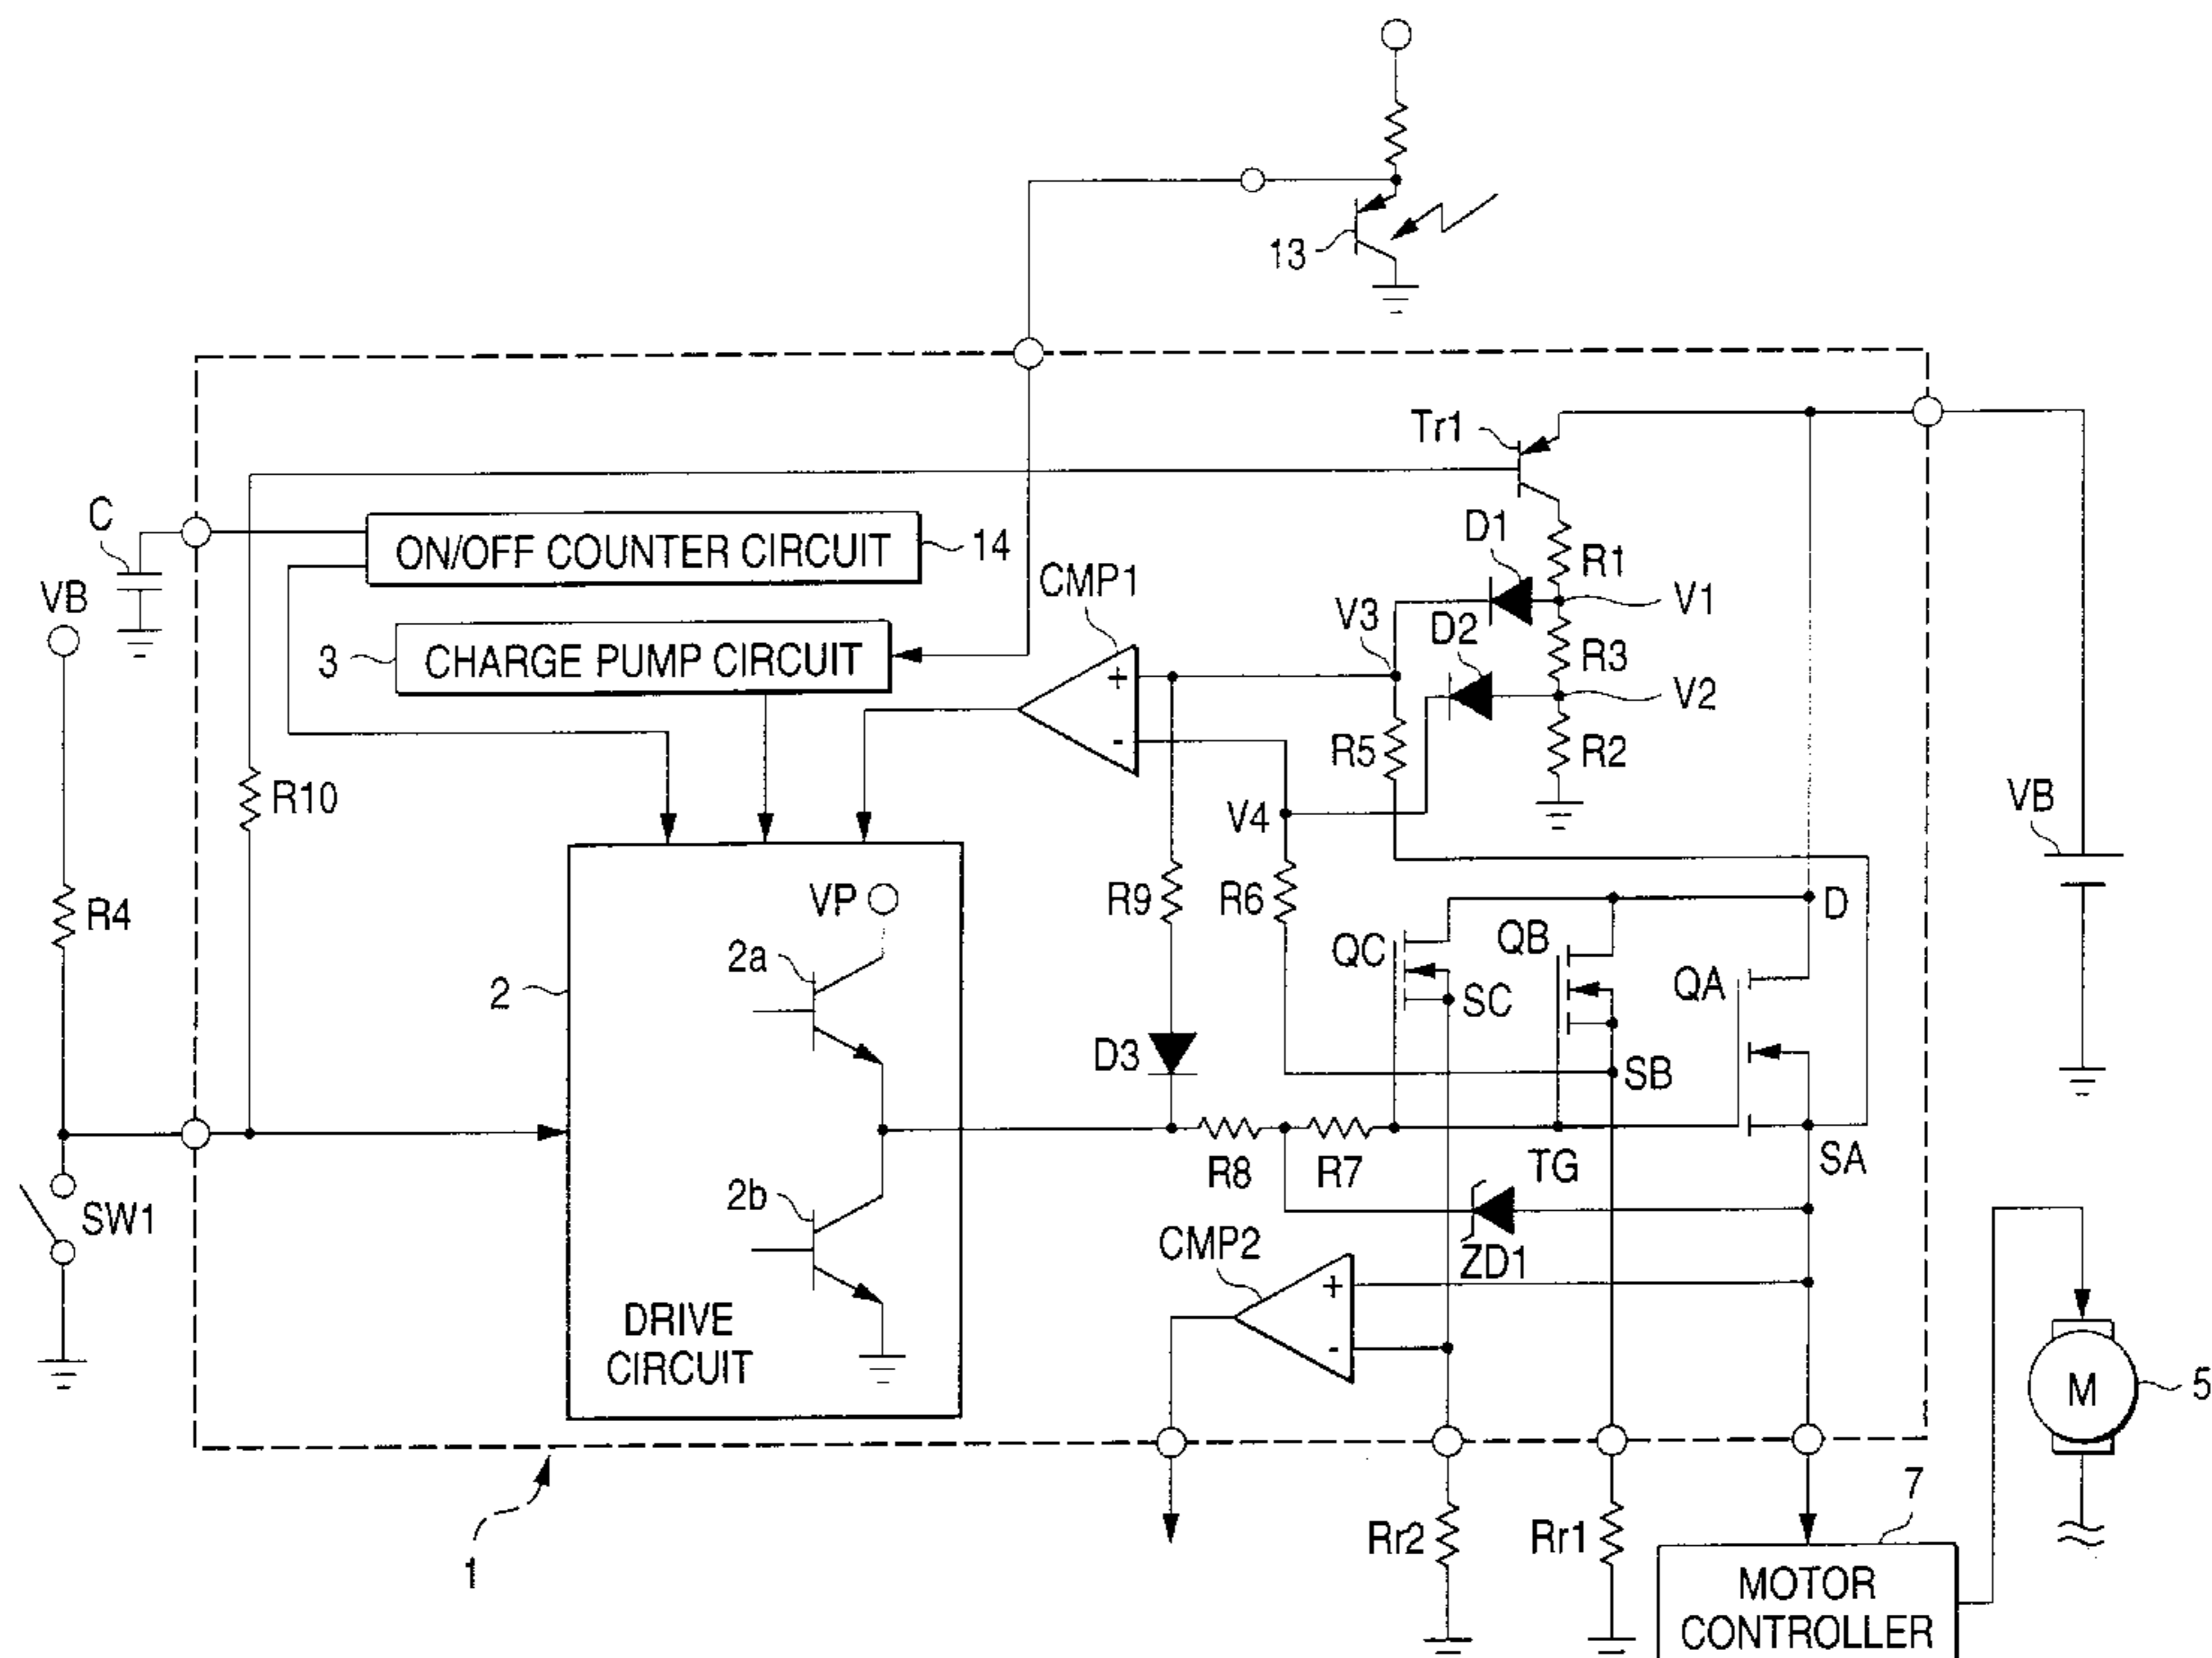 13
Tr1
C
ON/OFF COUNTER CIRCUIT
14
D1
R1
VB
CMP1
V3
D2
V1
3
CHARGE PUMP CIRCUIT
+
R3
V2
-
R5
R2
R10
V4
VB
R4
VP
R9
R6
D
2a
QC
QB
QA
2
SC
D3
SB
R8
R7
TG
SA
SW1
2b
CMP2
ZD1
+
-
DRIVE
CIRCUIT
M
5
1
Rr2
Rr1
7
MOTOR
CONTROLLER